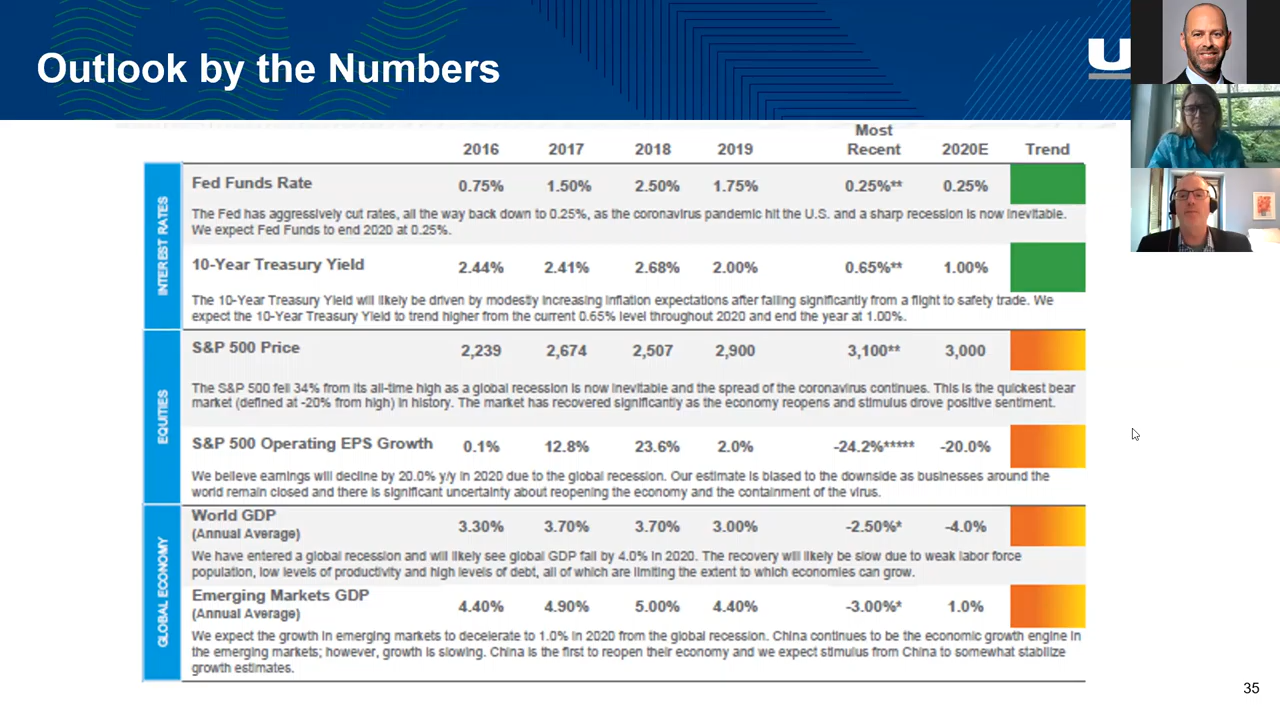 Outlook by the Numbers
U
Most
2016 2017 2018 2019 Recent 2020E Trend
INTEREST RATES
Fed Funds Rate 0.75% 1.50% 2.50% 1.75% 0.25%** 0.25%
The Fed has aggressively cut rates, all the way back down to 0.25%, as the coronavirus pandemic hit the U.S. and a sharp recession is now inevitable.
We expect Fed Funds to end 2020 at 0.25%.
10-Year Treasury Yield 2.44% 2.41% 2.68% 2.00% 0.65%** 1.00%
The 10-Year Treasury Yield will likely be driven by modestly increasing inflation expectations after falling significantly from a flight to safety trade. We
expect the 10-Year Treasury Yield to trend higher from the current 0.65% level throughout 2020 and end the year at 1.00%.
EQUITIES
S&P 500 Price 2,239 2,674 2,507 2,900 3,100** 3,000
The S&P 500 fell 34% from its all-time high as a global recession is now inevitable and the spread of the coronavirus continues. This is the quickest bear
market (defined at -20% from high) in history. The market has recovered significantly as the economy reopens and stimulus drove positive sentiment.
S&P 500 Operating EPS Growth 0.1% 12.8% 23.6% 2.0% -24.2%***** -20.0%
We believe earnings will decline by 20.0% y/y in 2020 due to the global recession. Our estimate is biased to the downside as businesses around the
world remain closed and there is significant uncertainty about reopening the economy and the containment of the virus.
GLOBAL ECONOMY
World GDP
(Annual Average) 3.30% 3.70% 3.70% 3.00% -2.50%* -4.0%
We have entered a global recession and will likely see global GDP fall by 4.0% in 2020. The recovery will likely be slow due to weak labor force
population, low levels of productivity and high levels of debt, all of which are limiting the extent to which economies can grow.
Emerging Markets GDP
(Annual Average) 4.40% 4.90% 5.00% 4.40% -3.00%* 1.0%
We expect the growth in emerging markets to decelerate to 1.0% in 2020 from the global recession. China continues to be the economic growth engine in
the emerging markets; however, growth is slowing. China is the first to reopen their economy and we expect stimulus from China to somewhat stabilize
growth estimates.
35